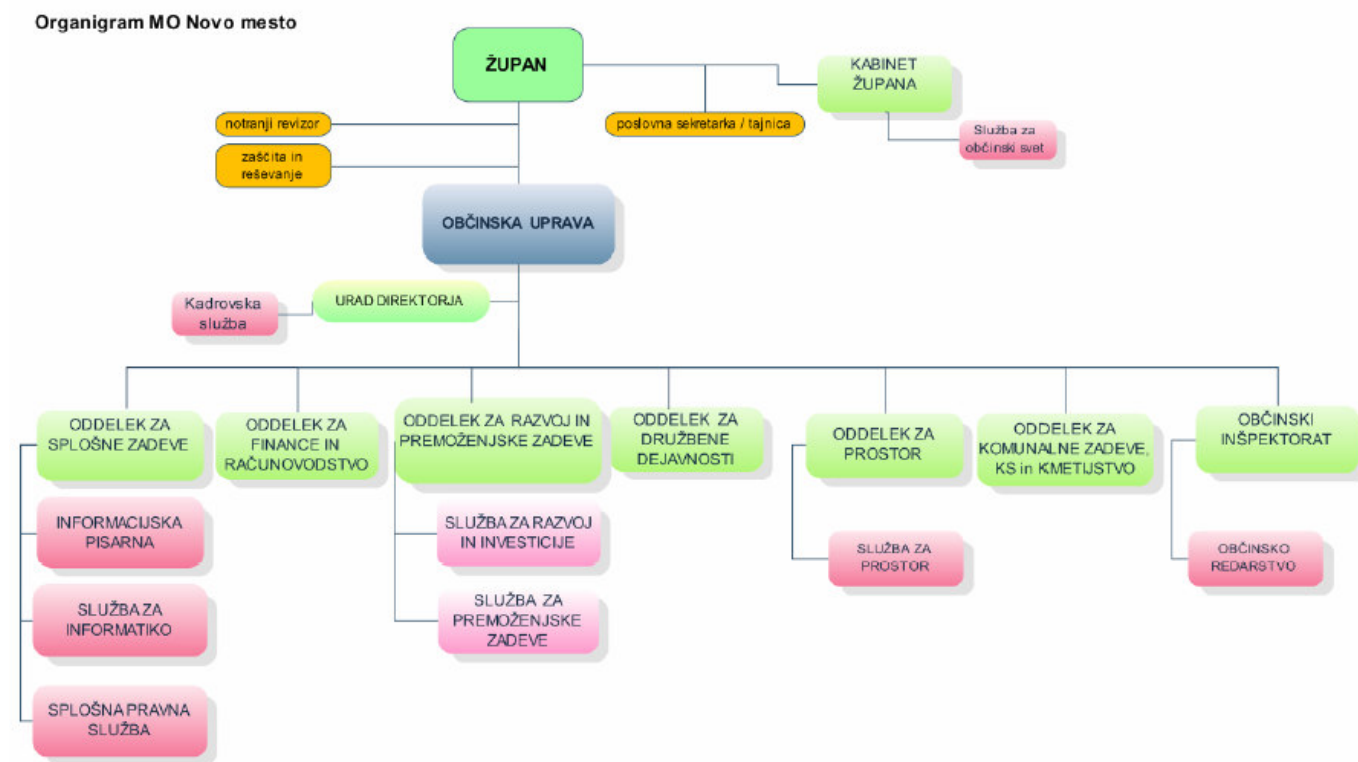 Organigram MO Novo mesto
ŽUPAN
KABINET
ŽUPANA
notranji revizor
poslovna sekretarka / tajnica
Služba za
občinski svet
zaščita in
reševanje
OBČINSKA UPRAVA
URAD DIREKTORJA
Kadrovska
služba
ODDELEK ZA
SPLOŠNE ZADEVE
ODDELEK ZA
FINANCE IN
RAČUNOVODSTVO
ODDELEK ZA RAZVOJ IN
PREMOŽENJSKE ZADEVE
ODDELEK ZA
DRUŽBENE
DEJAVNOSTI
ODDELEK ZA
PROSTOR
ODDELEK ZA
KOMUNALNE ZADEVE,
KS in KMETIJSTVO
OBČINSKI
INŠPEKTORAT
INFORMACIJSKA
PISARNA
SLUŽBA ZA RAZVOJ
IN INVESTICIJE
SLUŽBA ZA
PROSTOR
OBČINSKO
REDARSTVO
SLUŽBA ZA
INFORMATIKO
SLUŽBA ZA
PREMOŽENJSKE
ZADEVE
SPLOŠNA PRAVNA
SLUŽBA